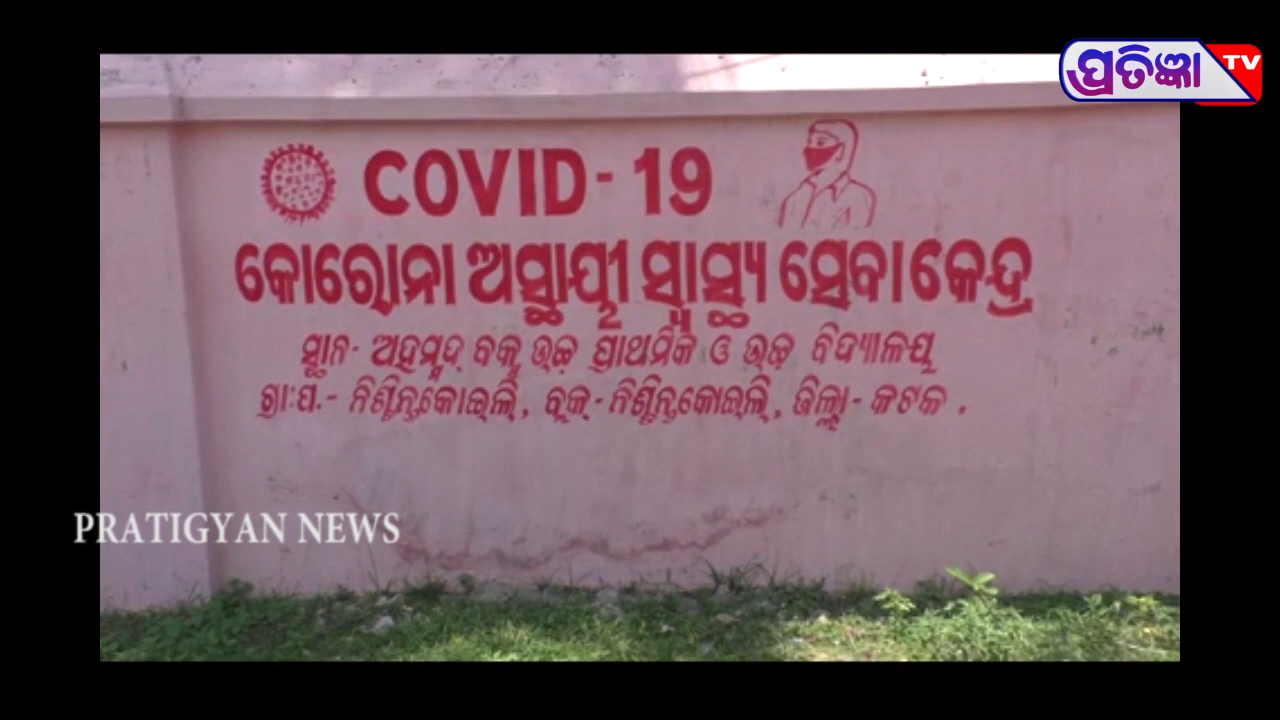 ପ୍ରତିଜ୍ଞା TV
COVID - 19
କୋରୋନା ଅସ୍ଥାୟୀ ସ୍ୱାସ୍ଥ୍ୟ ସେବା କେନ୍ଦ୍ର
ସ୍ଥାନ- ଅହମ୍ମଦ୍ ବକ୍ସ ଉଚ୍ଚ ପ୍ରାଥମିକ ଓ ଉଚ୍ଚ ବିଦ୍ୟାଳୟ
ଗ୍ରା:ପ.- ନିଶ୍ଚିନ୍ତକୋଇଲି, ବ୍ଲକ୍- ନିଶ୍ଚିନ୍ତକୋଇଲି, ଜିଲ୍ଲା- କଟକ .
PRATIGYAN NEWS